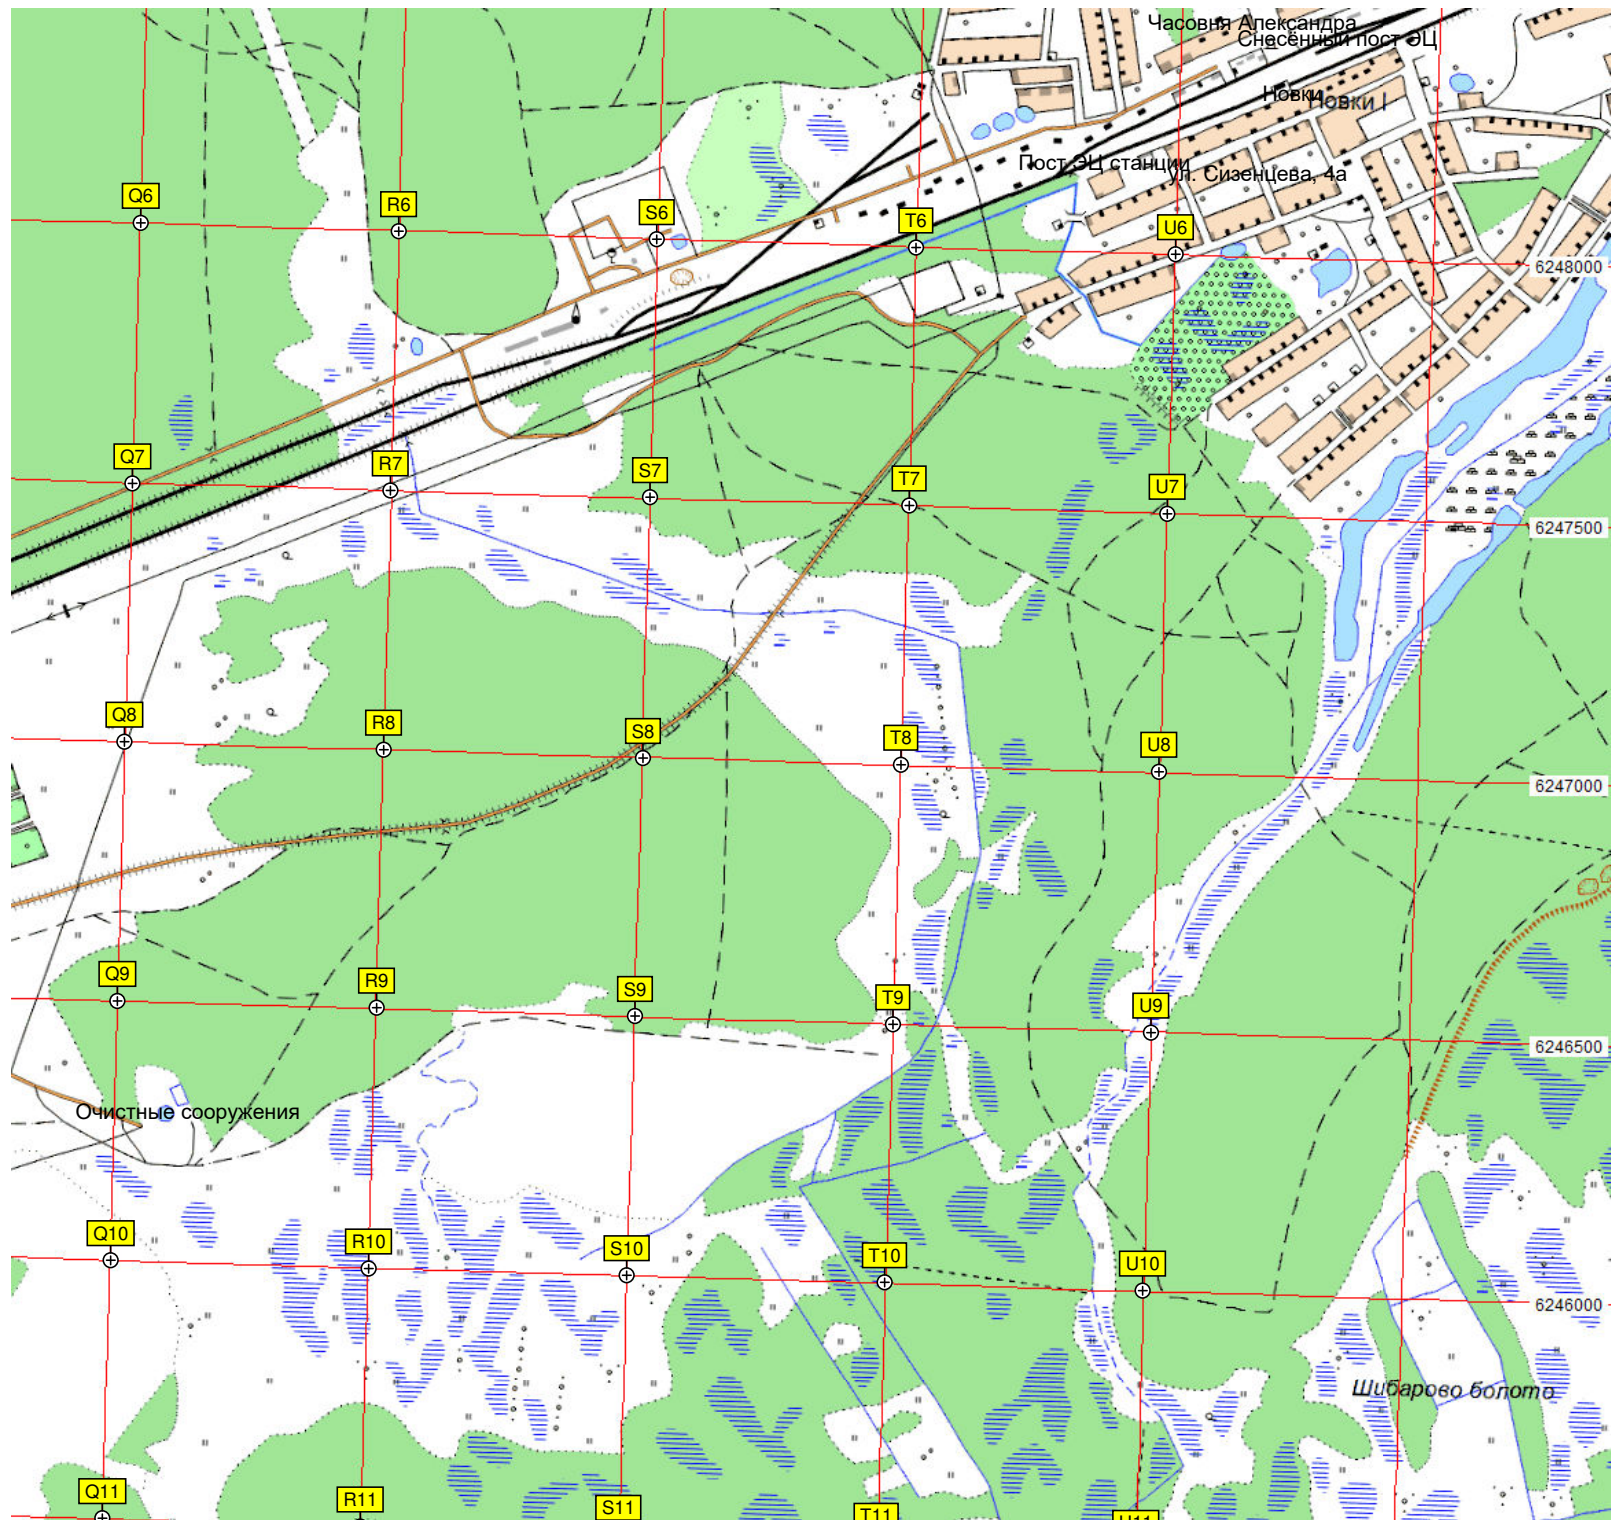 Часовня Александра
Снесённый пост ЭЦ
Новки
Новки I
Пост ЭЦ станции
ул. Сизенцева, 4а
Q6
R6
S6
T6
U6
6248000
Q7
R7
S7
T7
U7
6247500
Q8
R8
S8
T8
U8
6247000
Q9
R9
S9
T9
U9
6246500
Очистные сооружения
Q10
R10
S10
T10
U10
6246000
Шибарово болото
Q11
R11
S11
T11
U11